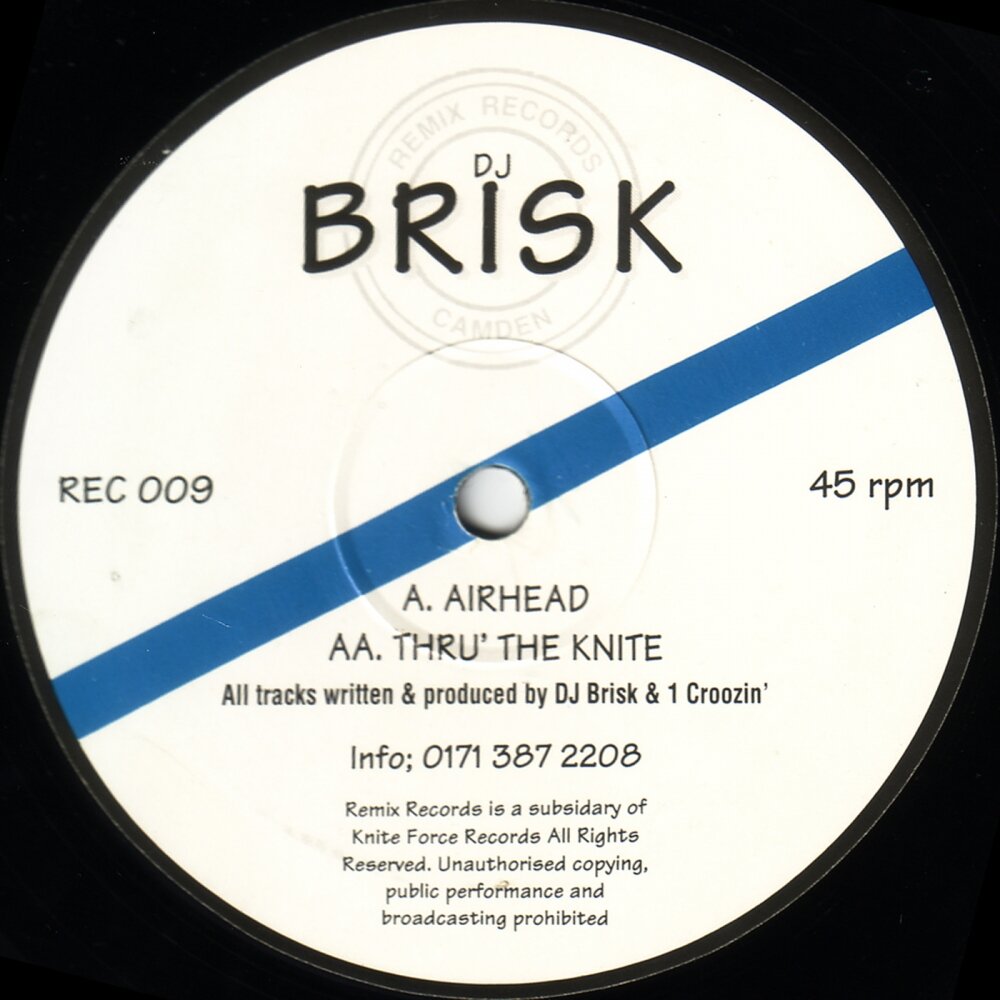 REMIX RECORDS
DJ
BRISK
CAMDEN
REC 009
45 rpm
A. AIRHEAD
AA. THRU' THE KNITE
All tracks written & produced by DJ Brisk & 1 Croozin'
Info; 0171 387 2208
Remix Records is a subsidary of
Knite Force Records All Rights
Reserved. Unauthorised copying,
public performance and
broadcasting prohibited